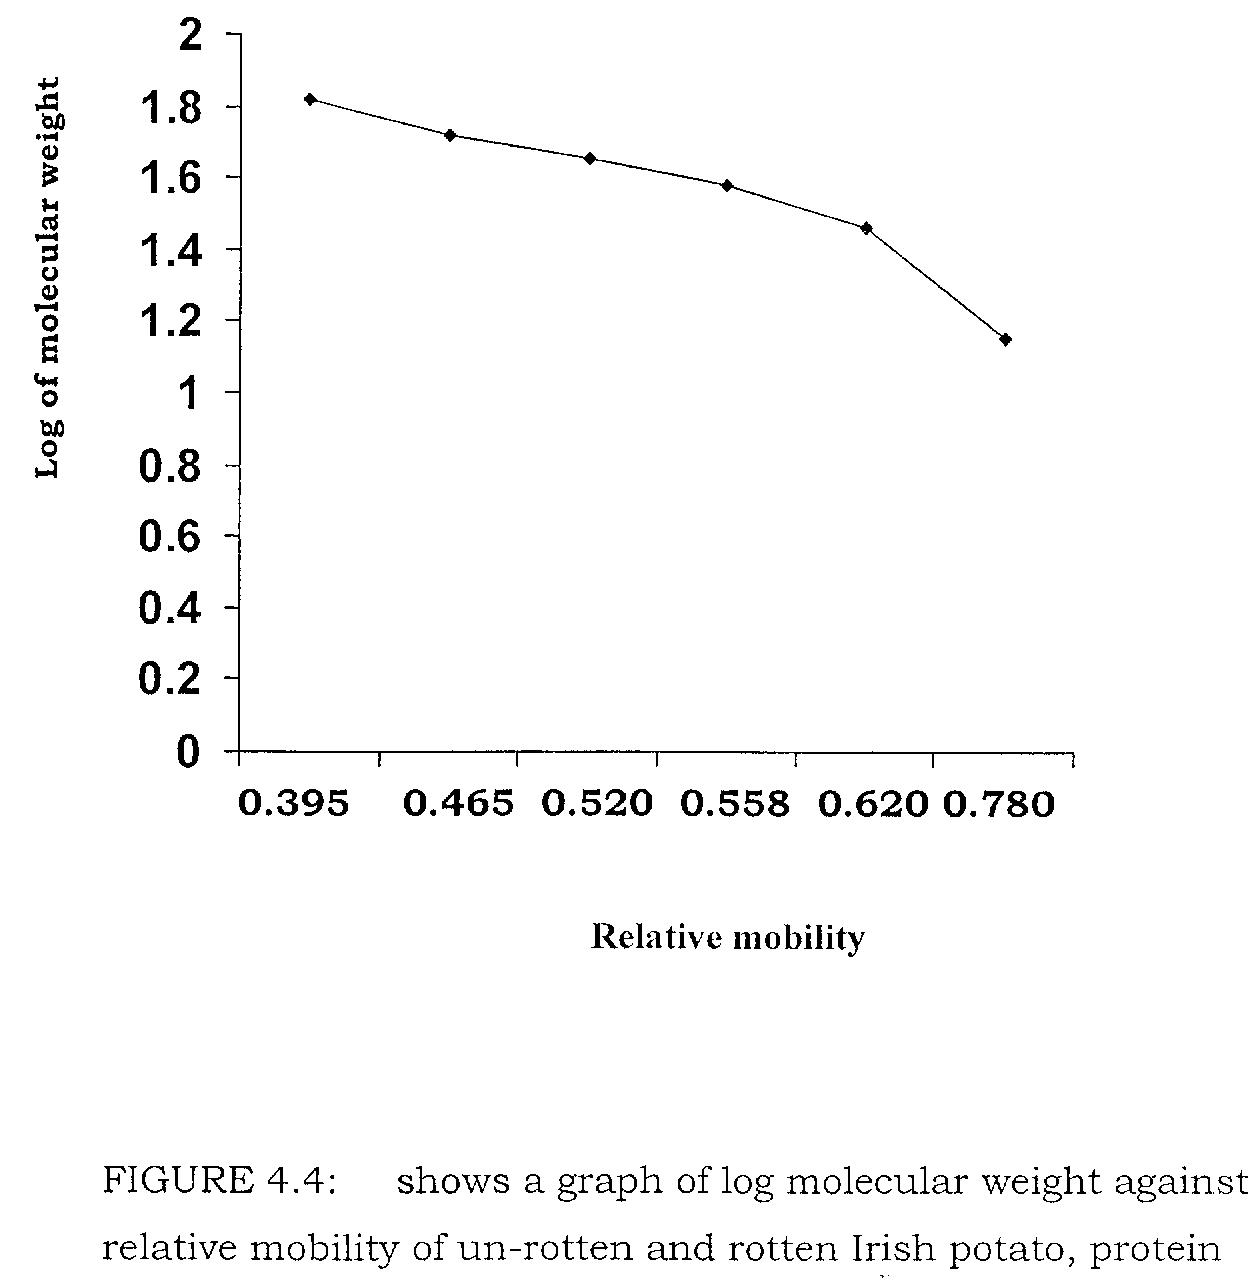 2
1.8
1.6
1.4
1.2
1
0.8
0.6
0.4
0.2
0
Log of molecular weight
0.395 0.465 0.520 0.558 0.620 0.780
Relative mobility
FIGURE 4.4: shows a graph of log molecular weight against
relative mobility of un-rotten and rotten Irish potato, protein